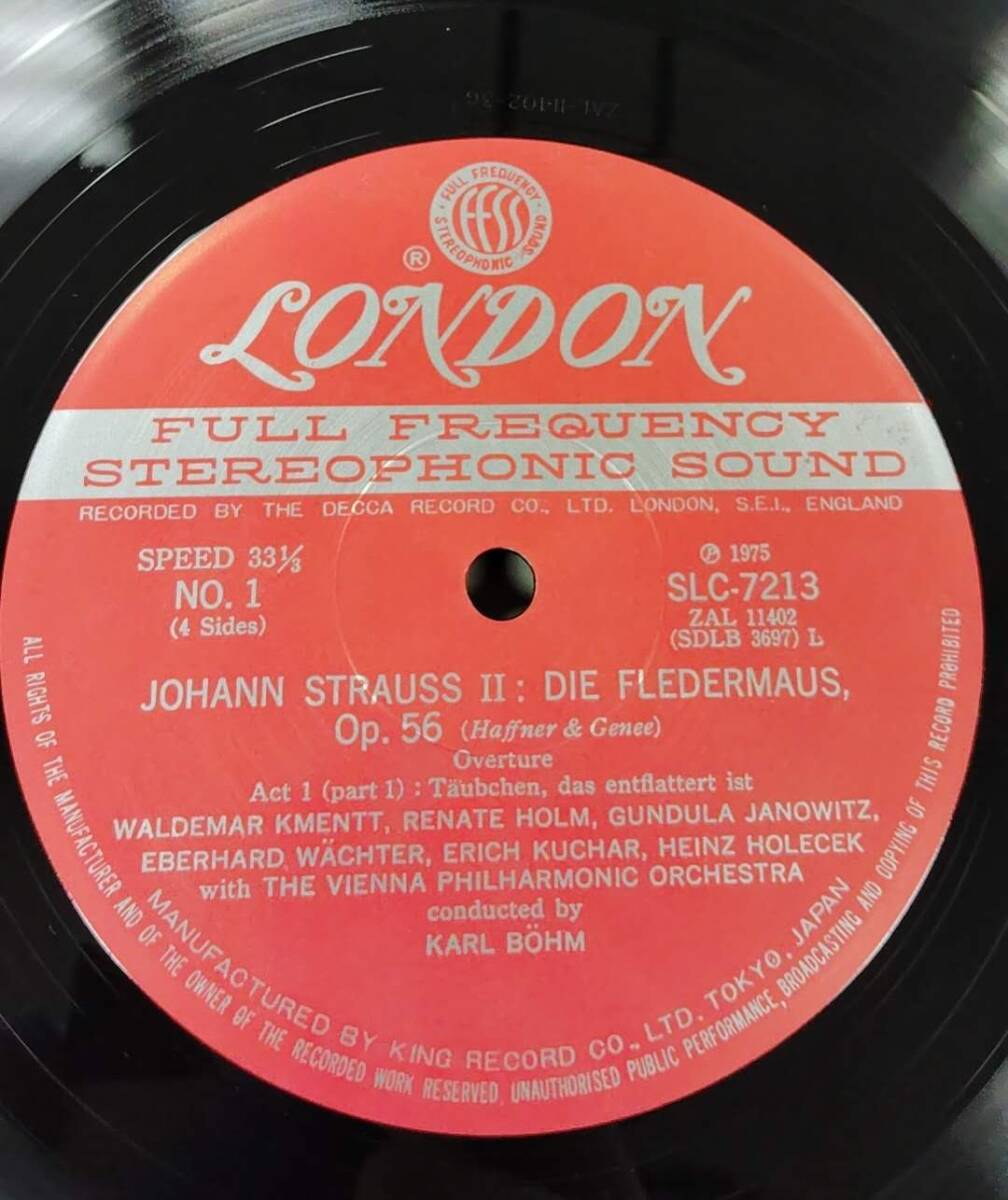 ZAL-11402-3G
FULL FREQUENCY
FFSS
STEREOPHONIC SOUND
®
LONDON
FULL FREQUENCY
STEREOPHONIC SOUND
RECORDED BY THE DECCA RECORD CO., LTD. LONDON, S.E.I., ENGLAND
SPEED 33⅓
NO. 1
(4 Sides)
℗ 1975
SLC-7213
ZAL 11402
(SDLB 3697) L
JOHANN STRAUSS II : DIE FLEDERMAUS,
Op. 56 (Haffner & Genee)
Overture
Act 1 (part 1) : Täubchen, das entflattert ist
WALDEMAR KMENTT, RENATE HOLM, GUNDULA JANOWITZ,
EBERHARD WÄCHTER, ERICH KUCHAR, HEINZ HOLECEK
with THE VIENNA PHILHARMONIC ORCHESTRA
conducted by
KARL BÖHM
MANUFACTURED BY KING RECORD CO., LTD. TOKYO, JAPAN
ALL RIGHTS OF THE MANUFACTURER AND OF THE OWNER OF THE RECORDED WORK RESERVED, UNAUTHORISED PUBLIC PERFORMANCE, BROADCASTING AND COPYING OF THIS RECORD PROHIBITED